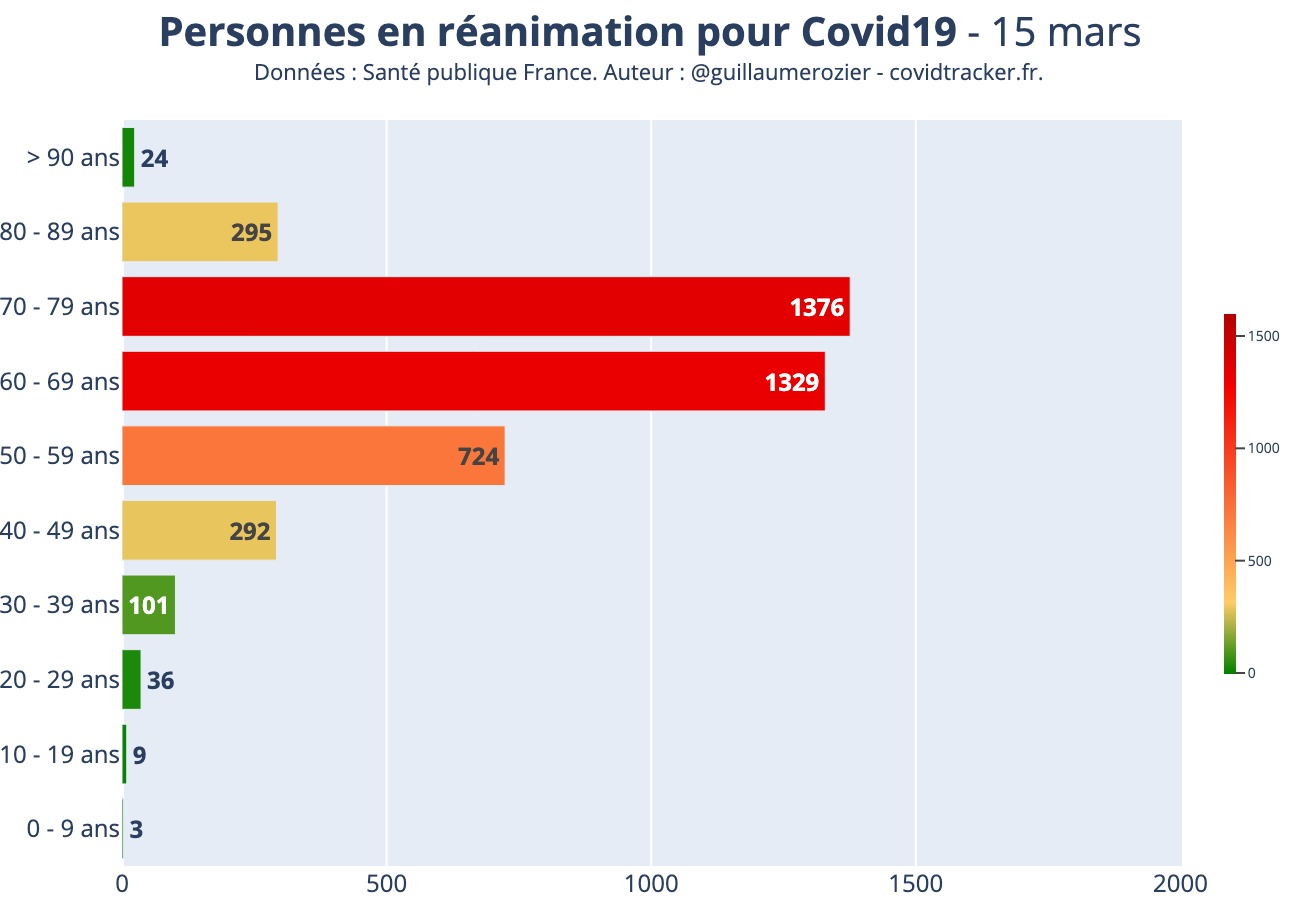 Personnes en réanimation pour Covid19 - 15 mars
Données : Santé publique France. Auteur : @guillaumerozier - covidtracker.fr.
> 90 ans 24
80 - 89 ans 295
70 - 79 ans 1376
60 - 69 ans 1329
50 - 59 ans 724
40 - 49 ans 292
30 - 39 ans 101
20 - 29 ans 36
10 - 19 ans 9
0 - 9 ans 3
0 500 1000 1500 2000
1500
1000
500
0